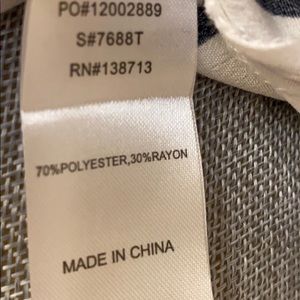 PO#12002889
S#7688T
RN#138713
70%POLYESTER,30%RAYON
MADE IN CHINA